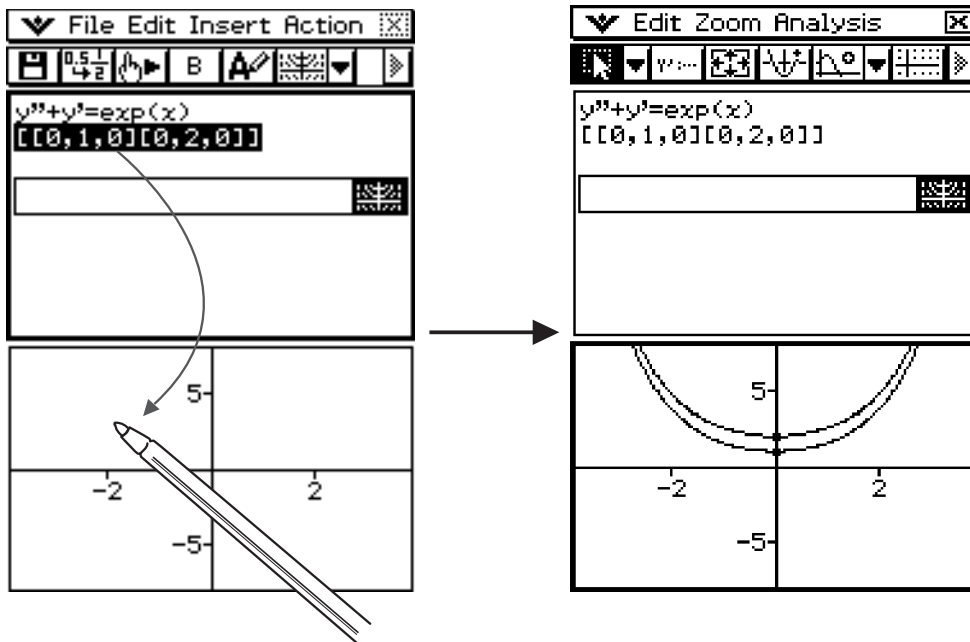 File Edit Insert Action
B
y''+y'=exp(x)
[[0,1,0][0,2,0]]
5
-2 2
-5
Edit Zoom Analysis
y''+y'=exp(x)
[[0,1,0][0,2,0]]
5
-2 2
-5